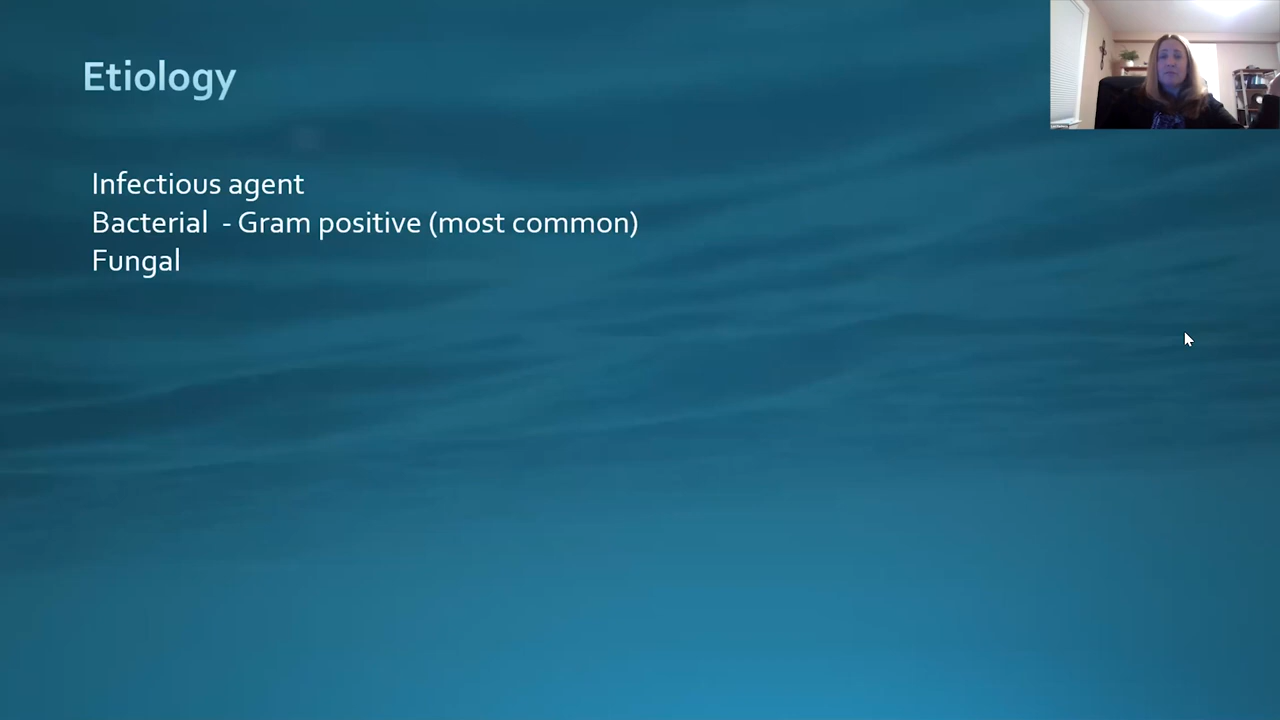 Etiology
Infectious agent
Bacterial - Gram positive (most common)
Fungal